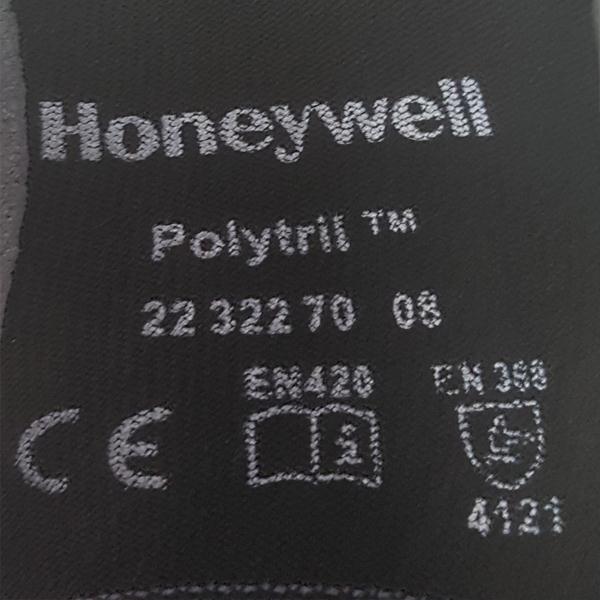 Honeywell
Polytril ™
22 322 70 08
EN420
EN 388
CE
i
4121